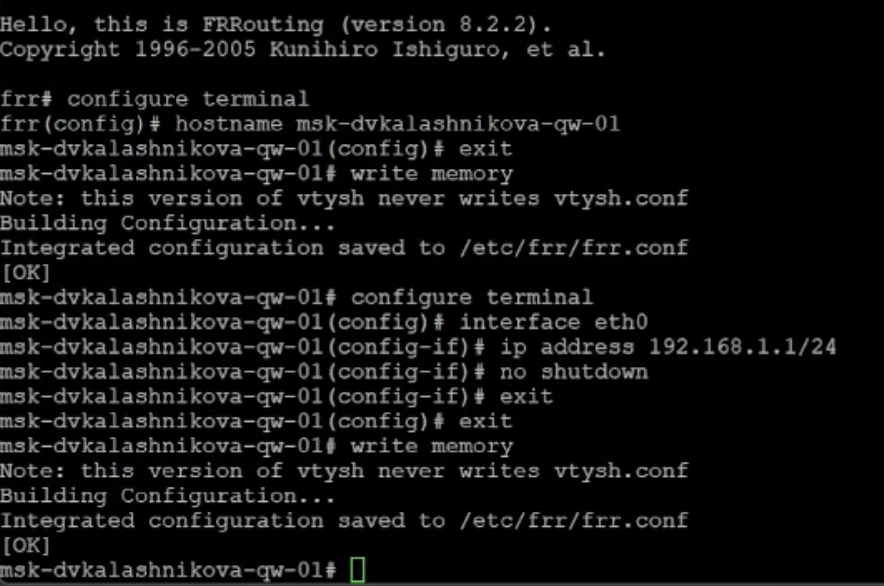 Hello, this is FRRouting (version 8.2.2).
Copyright 1996-2005 Kunihiro Ishiguro, et al.
frr# configure terminal
frr(config)# hostname msk-dvkalashnikova-qw-01
msk-dvkalashnikova-qw-01(config)# exit
msk-dvkalashnikova-qw-01# write memory
Note: this version of vtysh never writes vtysh.conf
Building Configuration...
Integrated configuration saved to /etc/frr/frr.conf
[OK]
msk-dvkalashnikova-qw-01# configure terminal
msk-dvkalashnikova-qw-01(config)# interface eth0
msk-dvkalashnikova-qw-01(config-if)# ip address 192.168.1.1/24
msk-dvkalashnikova-qw-01(config-if)# no shutdown
msk-dvkalashnikova-qw-01(config-if)# exit
msk-dvkalashnikova-qw-01(config)# exit
msk-dvkalashnikova-qw-01# write memory
Note: this version of vtysh never writes vtysh.conf
Building Configuration...
Integrated configuration saved to /etc/frr/frr.conf
[OK]
msk-dvkalashnikova-qw-01#